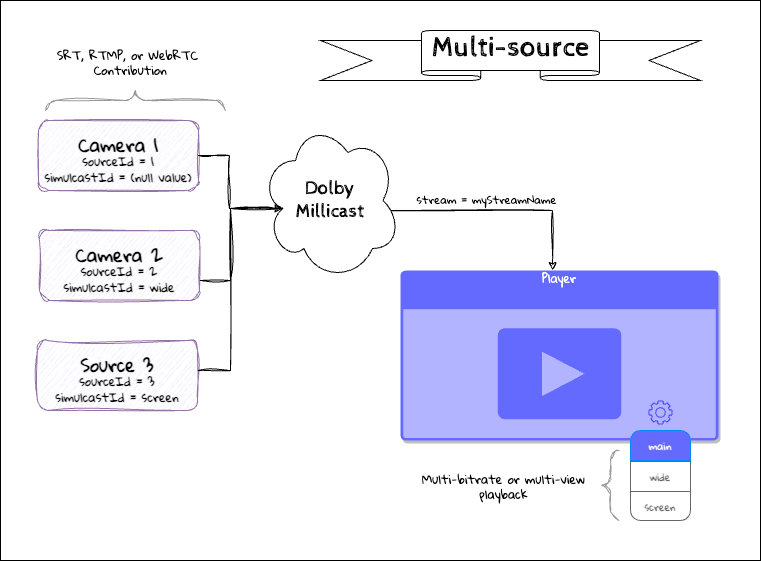 Multi-source
SRT, RTMP, or WebRTC
Contribution
Camera 1
sourceId = 1
simulcastId = (null value)
Dolby
Millicast
stream = myStreamName
Camera 2
sourceId = 2
simulcastId = wide
Player
Source 3
sourceId = 3
simulcastId = screen
main
Multi-bitrate or multi-view
playback
wide
screen